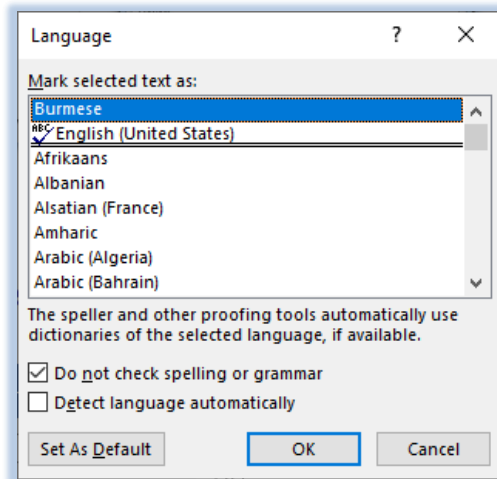 Language ? ×
Mark selected text as:
Burmese
ABC English (United States)
Afrikaans
Albanian
Alsatian (France)
Amharic
Arabic (Algeria)
Arabic (Bahrain)
The speller and other proofing tools automatically use
dictionaries of the selected language, if available.
Do not check spelling or grammar
Detect language automatically
Set As Default OK Cancel